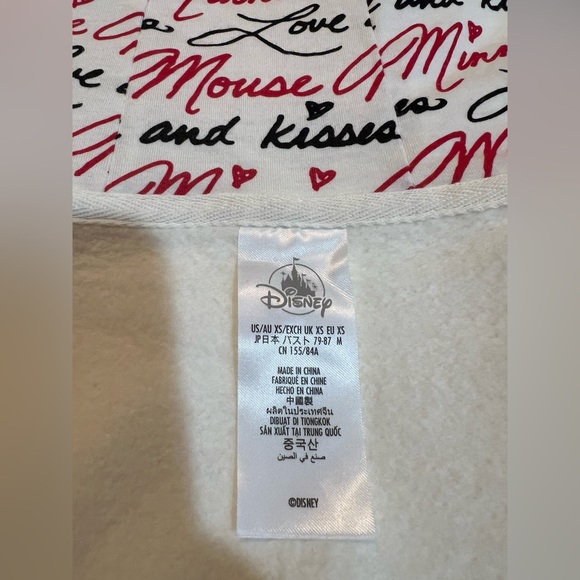 Love
Mouse
Minn
and kisses
Disney
US/AU XS/EXCH UK XS EU XS
JP日本 バスト 79-87 M
CN 155/84A
MADE IN CHINA
FABRIQUÉ EN CHINE
HECHO EN CHINA
中國製
ผลิตในประเทศจีน
DIBUAT DI TIONGKOK
SẢN XUẤT TẠI TRUNG QUỐC
중국산
صنع في الصين
©DISNEY